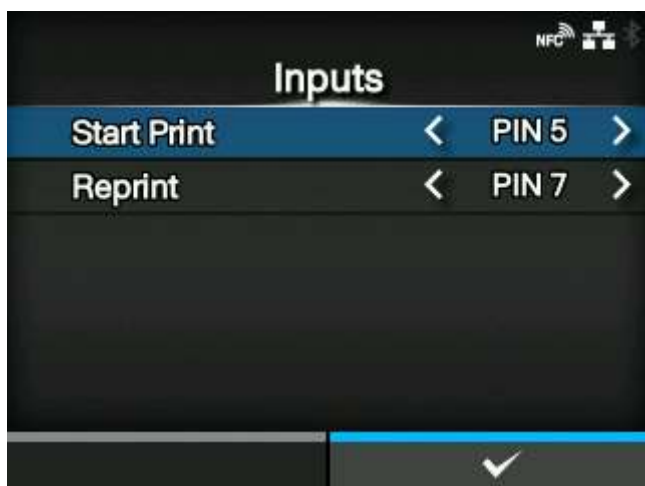 NFC
Inputs
Start Print < PIN 5 >
Reprint < PIN 7 >